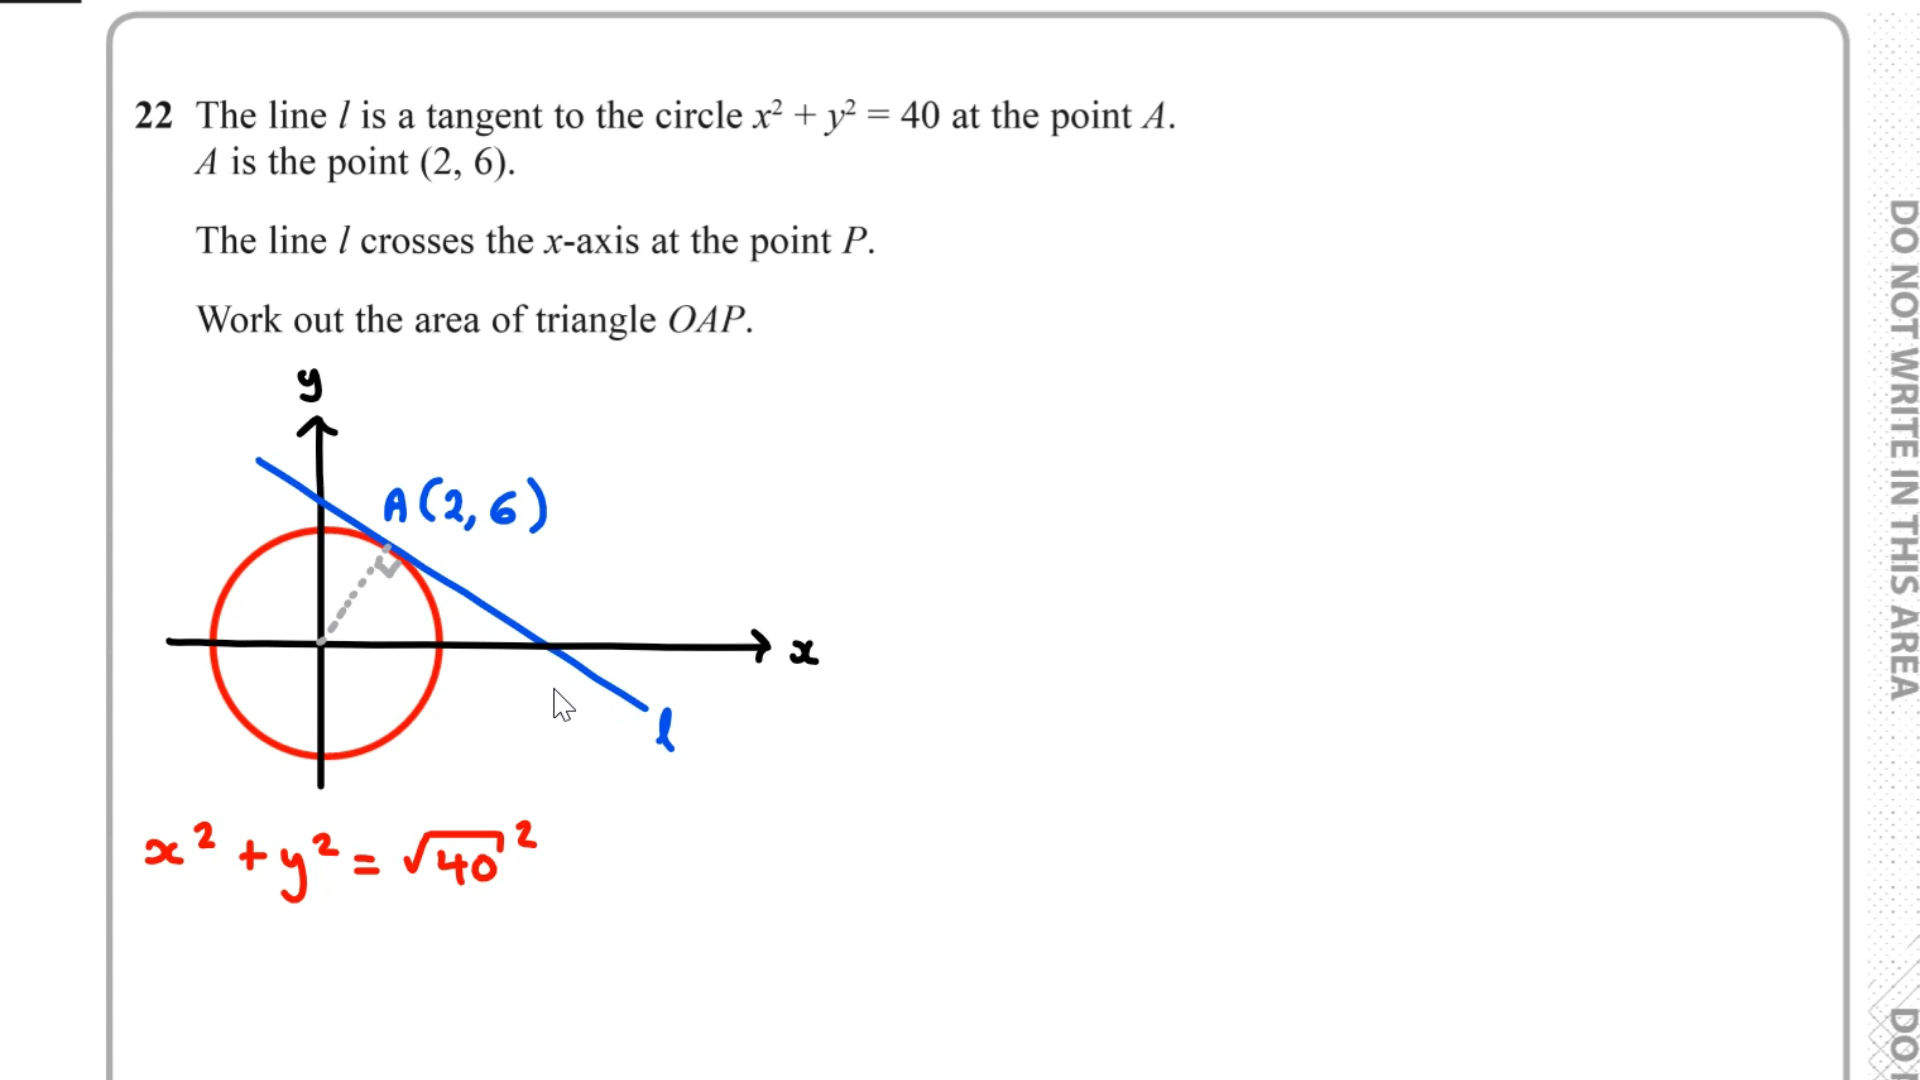 22 The line l is a tangent to the circle x² + y² = 40 at the point A.
A is the point (2, 6).
The line l crosses the x-axis at the point P.
Work out the area of triangle OAP.
y
A(2,6)
x
l
x² + y² = √40²
DO NOT WRITE IN THIS AREA
DO